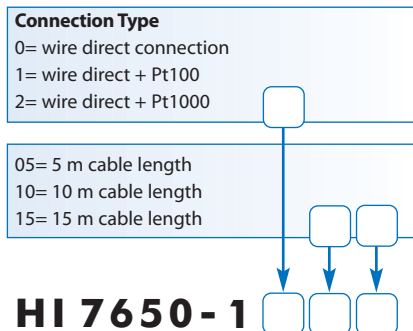 Connection Type
0= wire direct connection
1= wire direct + Pt100
2= wire direct + Pt1000
05= 5 m cable length
10= 10 m cable length
15= 15 m cable length
HI 7650-1